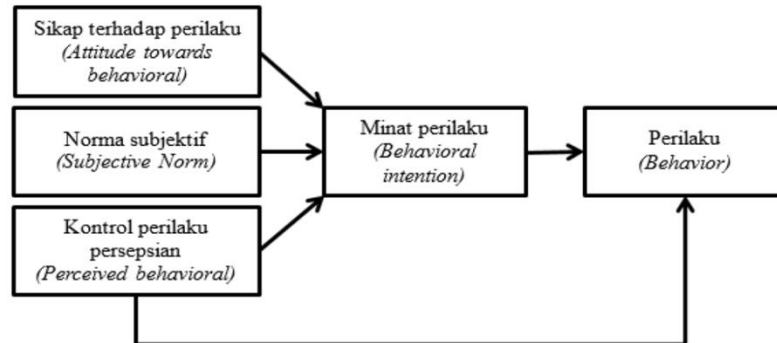 Sikap terhadap perilaku
(Attitude towards
behavioral)
Norma subjektif
(Subjective Norm)
Kontrol perilaku
persepsian
(Perceived behavioral)
Minat perilaku
(Behavioral
intention)
Perilaku
(Behavior)